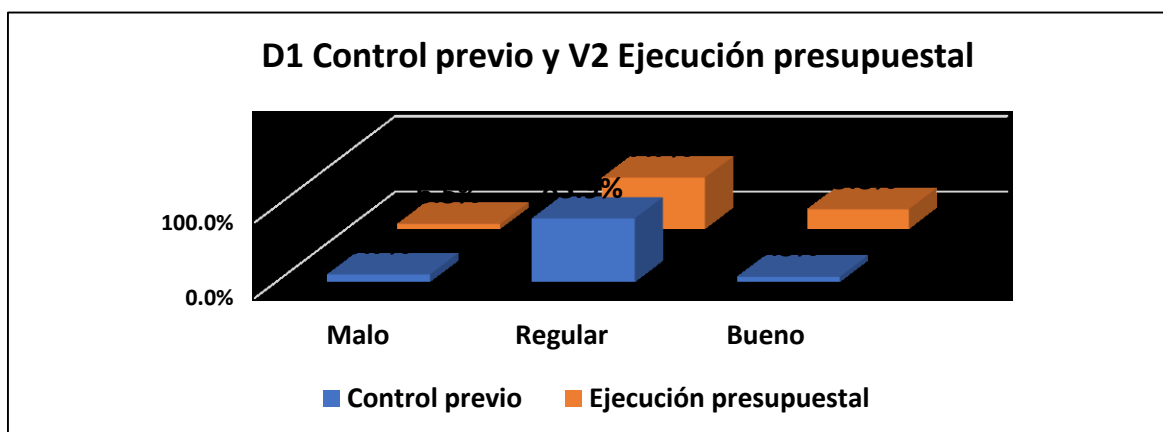 D1 Control previo y V2 Ejecución presupuestal
100.0%
0.0%
Malo Regular Bueno
Control previo Ejecución presupuestal